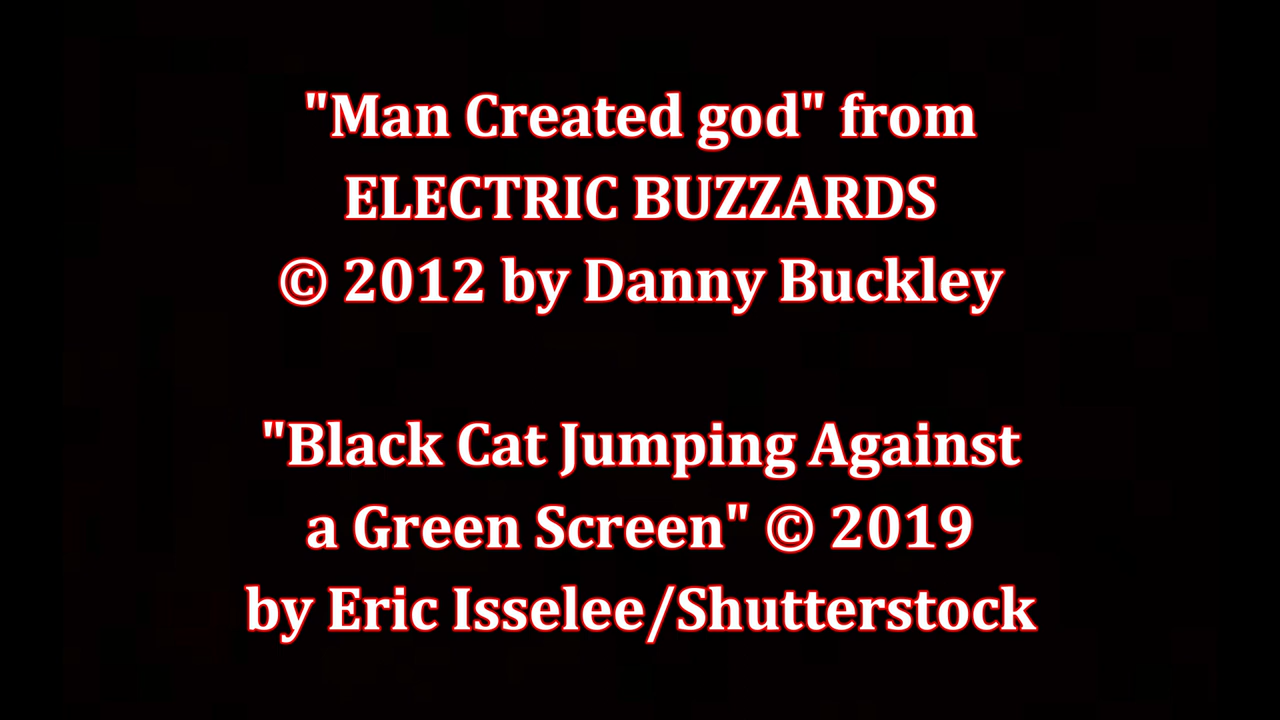 "Man Created god" from
ELECTRIC BUZZARDS
© 2012 by Danny Buckley
"Black Cat Jumping Against
a Green Screen" © 2019
by Eric Isselee/Shutterstock